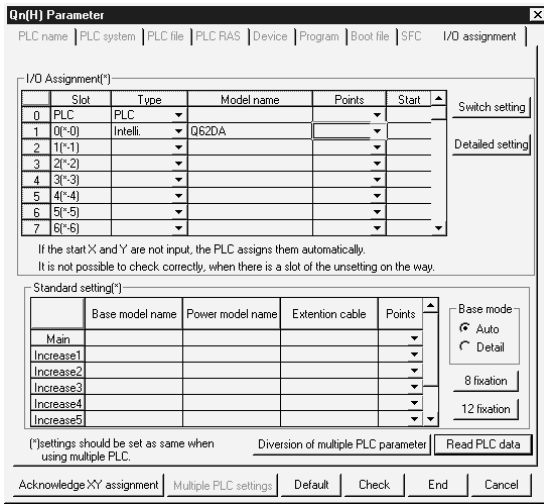 Qn(H) Parameter
PLC name PLC system PLC file PLC RAS Device Program Boot file SFC I/O assignment
I/O Assignment(*)
Slot Type Model name Points Start
0 PLC PLC
1 0(*-0) Intelli. Q62DA
2 1(*-1)
3 2(*-2)
4 3(*-3)
5 4(*-4)
6 5(*-5)
7 6(*-6)
Switch setting
Detailed setting
If the start X and Y are not input, the PLC assigns them automatically.
It is not possible to check correctly, when there is a slot of the unsetting on the way.
Standard setting(*)
Base model name Power model name Extention cable Points
Main
Increase1
Increase2
Increase3
Increase4
Increase5
Base mode
Auto
Detail
8 fixation
12 fixation
(*)settings should be set as same when
using multiple PLC.
Diversion of multiple PLC parameter Read PLC data
Acknowledge XY assignment Multiple PLC settings Default Check End Cancel